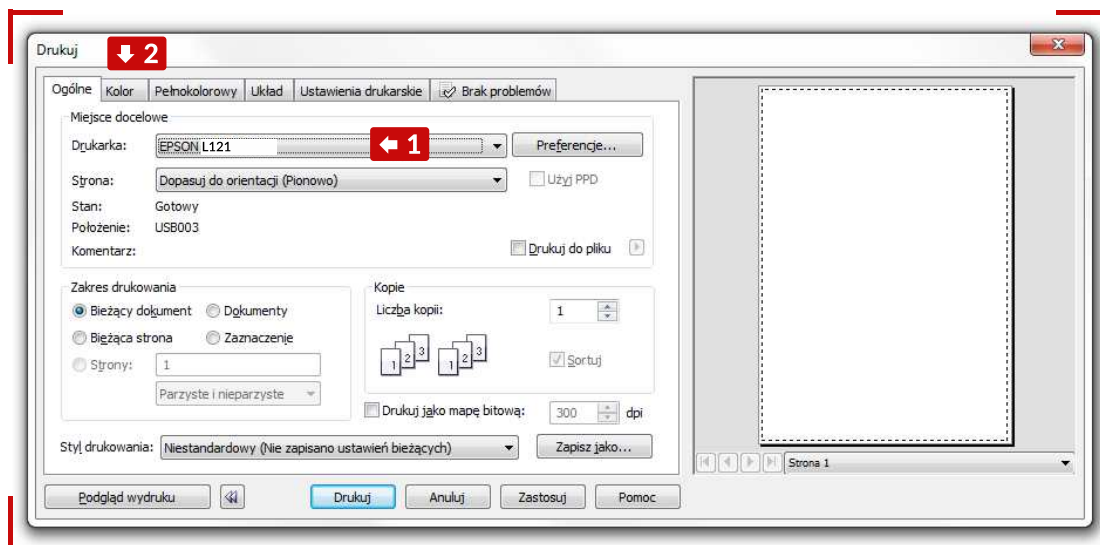 Drukuj
2
Ogólne Kolor Pełnokolorowy Układ Ustawienia drukarskie Brak problemów
Miejsce docelowe
Drukarka: EPSON L121 1 Preferencje...
Strona: Dopasuj do orientacji (Pionowo) Użyj PPD
Stan: Gotowy
Położenie: USB003
Komentarz: Drukuj do pliku
Zakres drukowania
Bieżący dokument Dokumenty
Bieżąca strona Zaznaczenie
Strony: 1
Parzyste i nieparzyste
Kopie
Liczba kopii: 1
1 2 3 1 2 3 Sortuj
Drukuj jako mapę bitową: 300 dpi
Styl drukowania: Niestandardowy (Nie zapisano ustawień bieżących) Zapisz jako...
Strona 1
Podgląd wydruku Drukuj Anuluj Zastosuj Pomoc